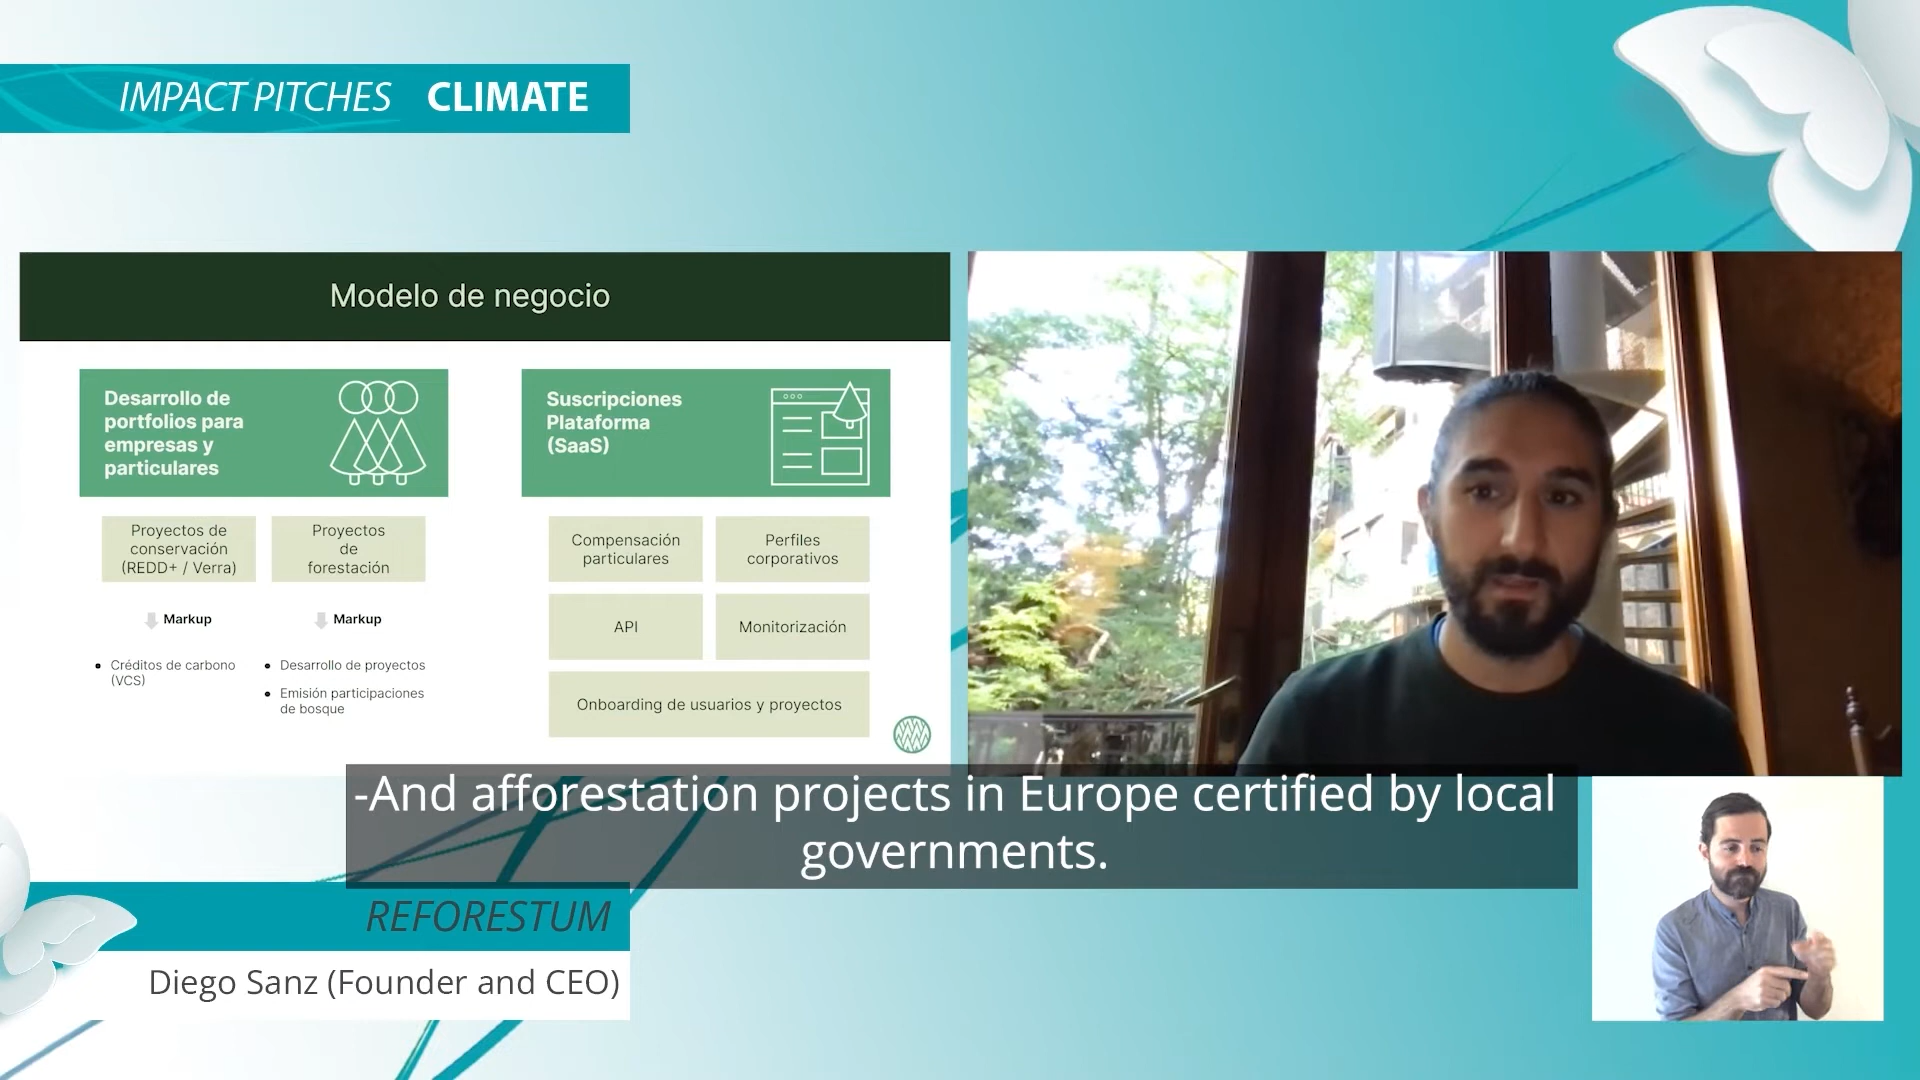 IMPACT PITCHES CLIMATE
Modelo de negocio
Desarrollo de
portfolios para
empresas y
particulares
Proyectos de
conservación
(REDD+ / Verra)
Proyectos
de
forestación
Markup
Markup
Créditos de carbono
(VCS)
Desarrollo de proyectos
Emisión participaciones
de bosque
Suscripciones
Plataforma
(SaaS)
Compensación
particulares
Perfiles
corporativos
API
Monitorización
Onboarding de usuarios y proyectos
-And afforestation projects in Europe certified by local
governments.
REFORESTUM
Diego Sanz (Founder and CEO)